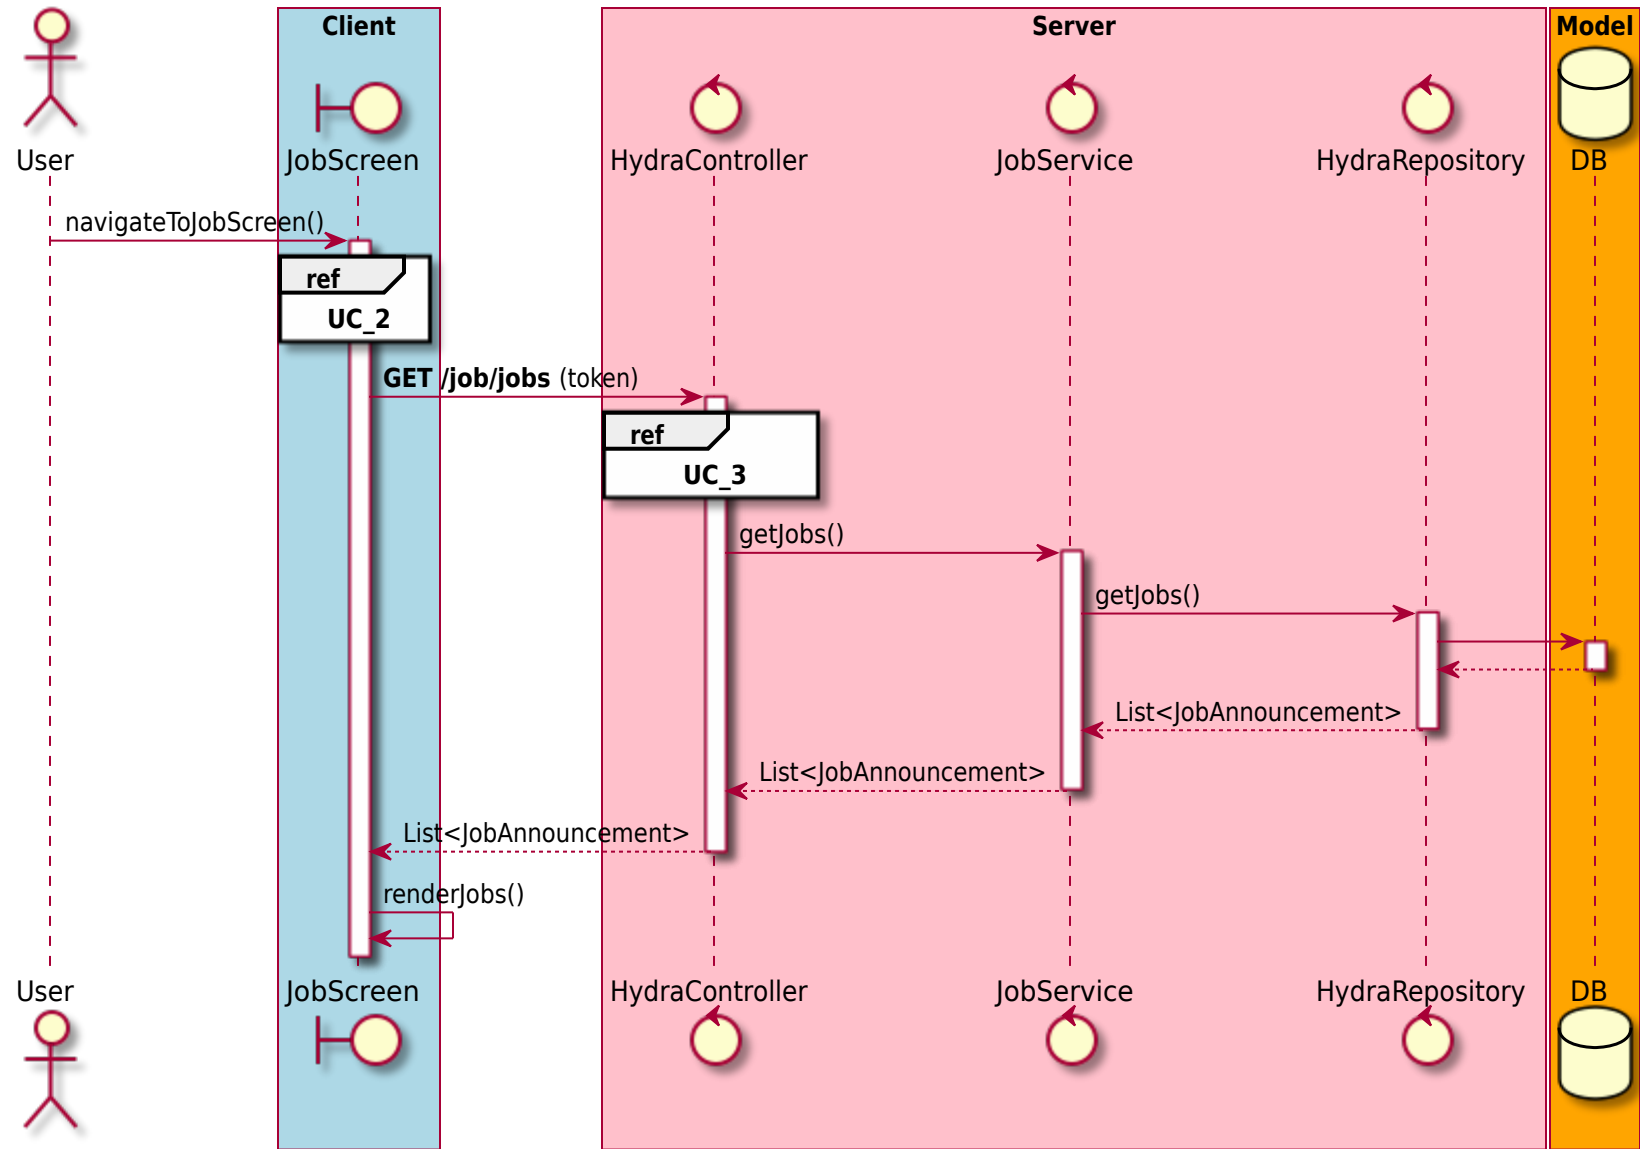 Client
Server
Model
User
JobScreen
HydraController
JobService
HydraRepository
DB
navigateToJobScreen()
ref
UC_2
GET /job/jobs (token)
ref
UC_3
getJobs()
getJobs()
List<JobAnnouncement>
List<JobAnnouncement>
List<JobAnnouncement>
renderJobs()
User
JobScreen
HydraController
JobService
HydraRepository
DB